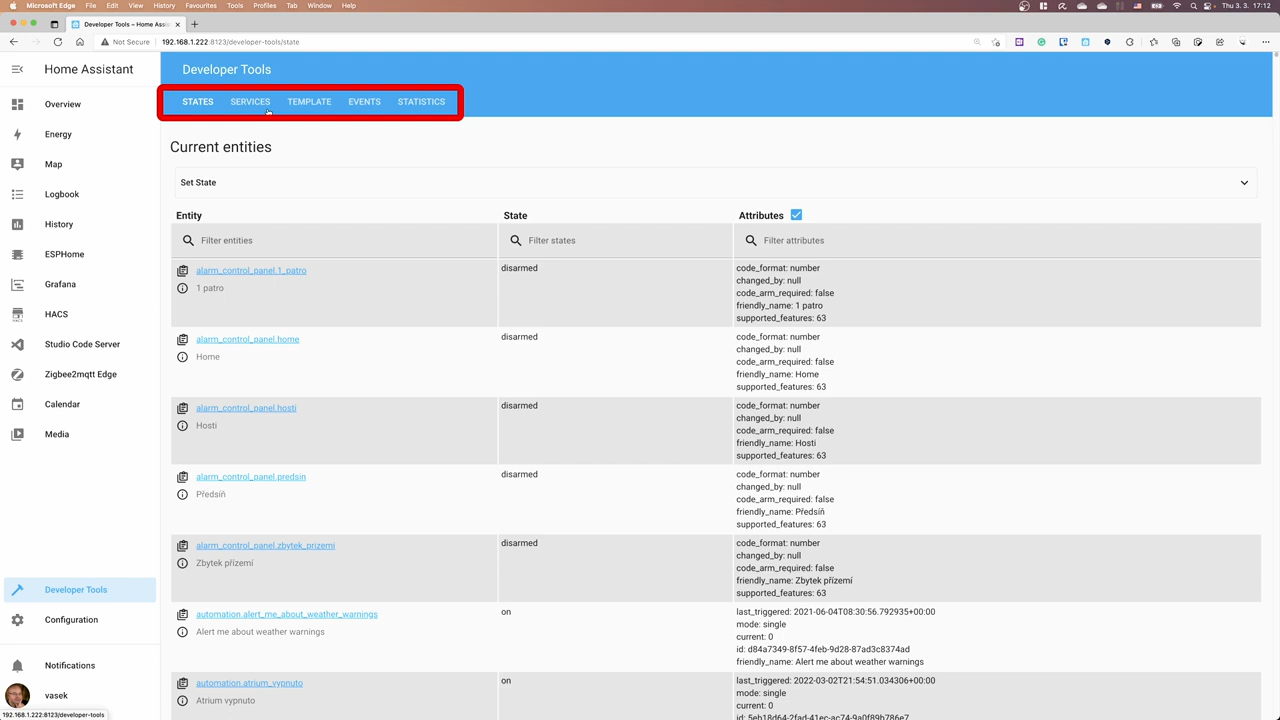 Microsoft Edge File Edit View History Favourites Tools Profiles Tab Window Help
Thu 3. 3. 17:12
Developer Tools – Home Assis
Not Secure 192.168.1.222:8123/developer-tools/state
Home Assistant
Developer Tools
STATES SERVICES TEMPLATE EVENTS STATISTICS
Overview
Energy
Map
Logbook
History
ESPHome
Grafana
HACS
Studio Code Server
Zigbee2mqtt Edge
Calendar
Media
Developer Tools
Configuration
Notifications
vasek
192.168.1.222:8123/developer-tools
Current entities
Set State
Entity State Attributes
Filter entities Filter states Filter attributes
alarm_control_panel.1_patro
1 patro
disarmed
code_format: number
changed_by: null
code_arm_required: false
friendly_name: 1 patro
supported_features: 63
alarm_control_panel.home
Home
disarmed
code_format: number
changed_by: null
code_arm_required: false
friendly_name: Home
supported_features: 63
alarm_control_panel.hosti
Hosti
disarmed
code_format: number
changed_by: null
code_arm_required: false
friendly_name: Hosti
supported_features: 63
alarm_control_panel.predsin
Předsíň
disarmed
code_format: number
changed_by: null
code_arm_required: false
friendly_name: Předsíň
supported_features: 63
alarm_control_panel.zbytek_prizemi
Zbytek přízemí
disarmed
code_format: number
changed_by: null
code_arm_required: false
friendly_name: Zbytek přízemí
supported_features: 63
automation.alert_me_about_weather_warnings
Alert me about weather warnings
on
last_triggered: 2021-06-04T08:30:56.792935+00:00
mode: single
current: 0
id: d84a7349-8f57-4feb-9d28-87ad3c8374ad
friendly_name: Alert me about weather warnings
automation.atrium_vypnuto
Atrium vypnuto
on
last_triggered: 2022-03-02T21:54:51.034306+00:00
mode: single
current: 0
id: 5eb18d64-2fad-41ec-ac74-9a0f89b786e7